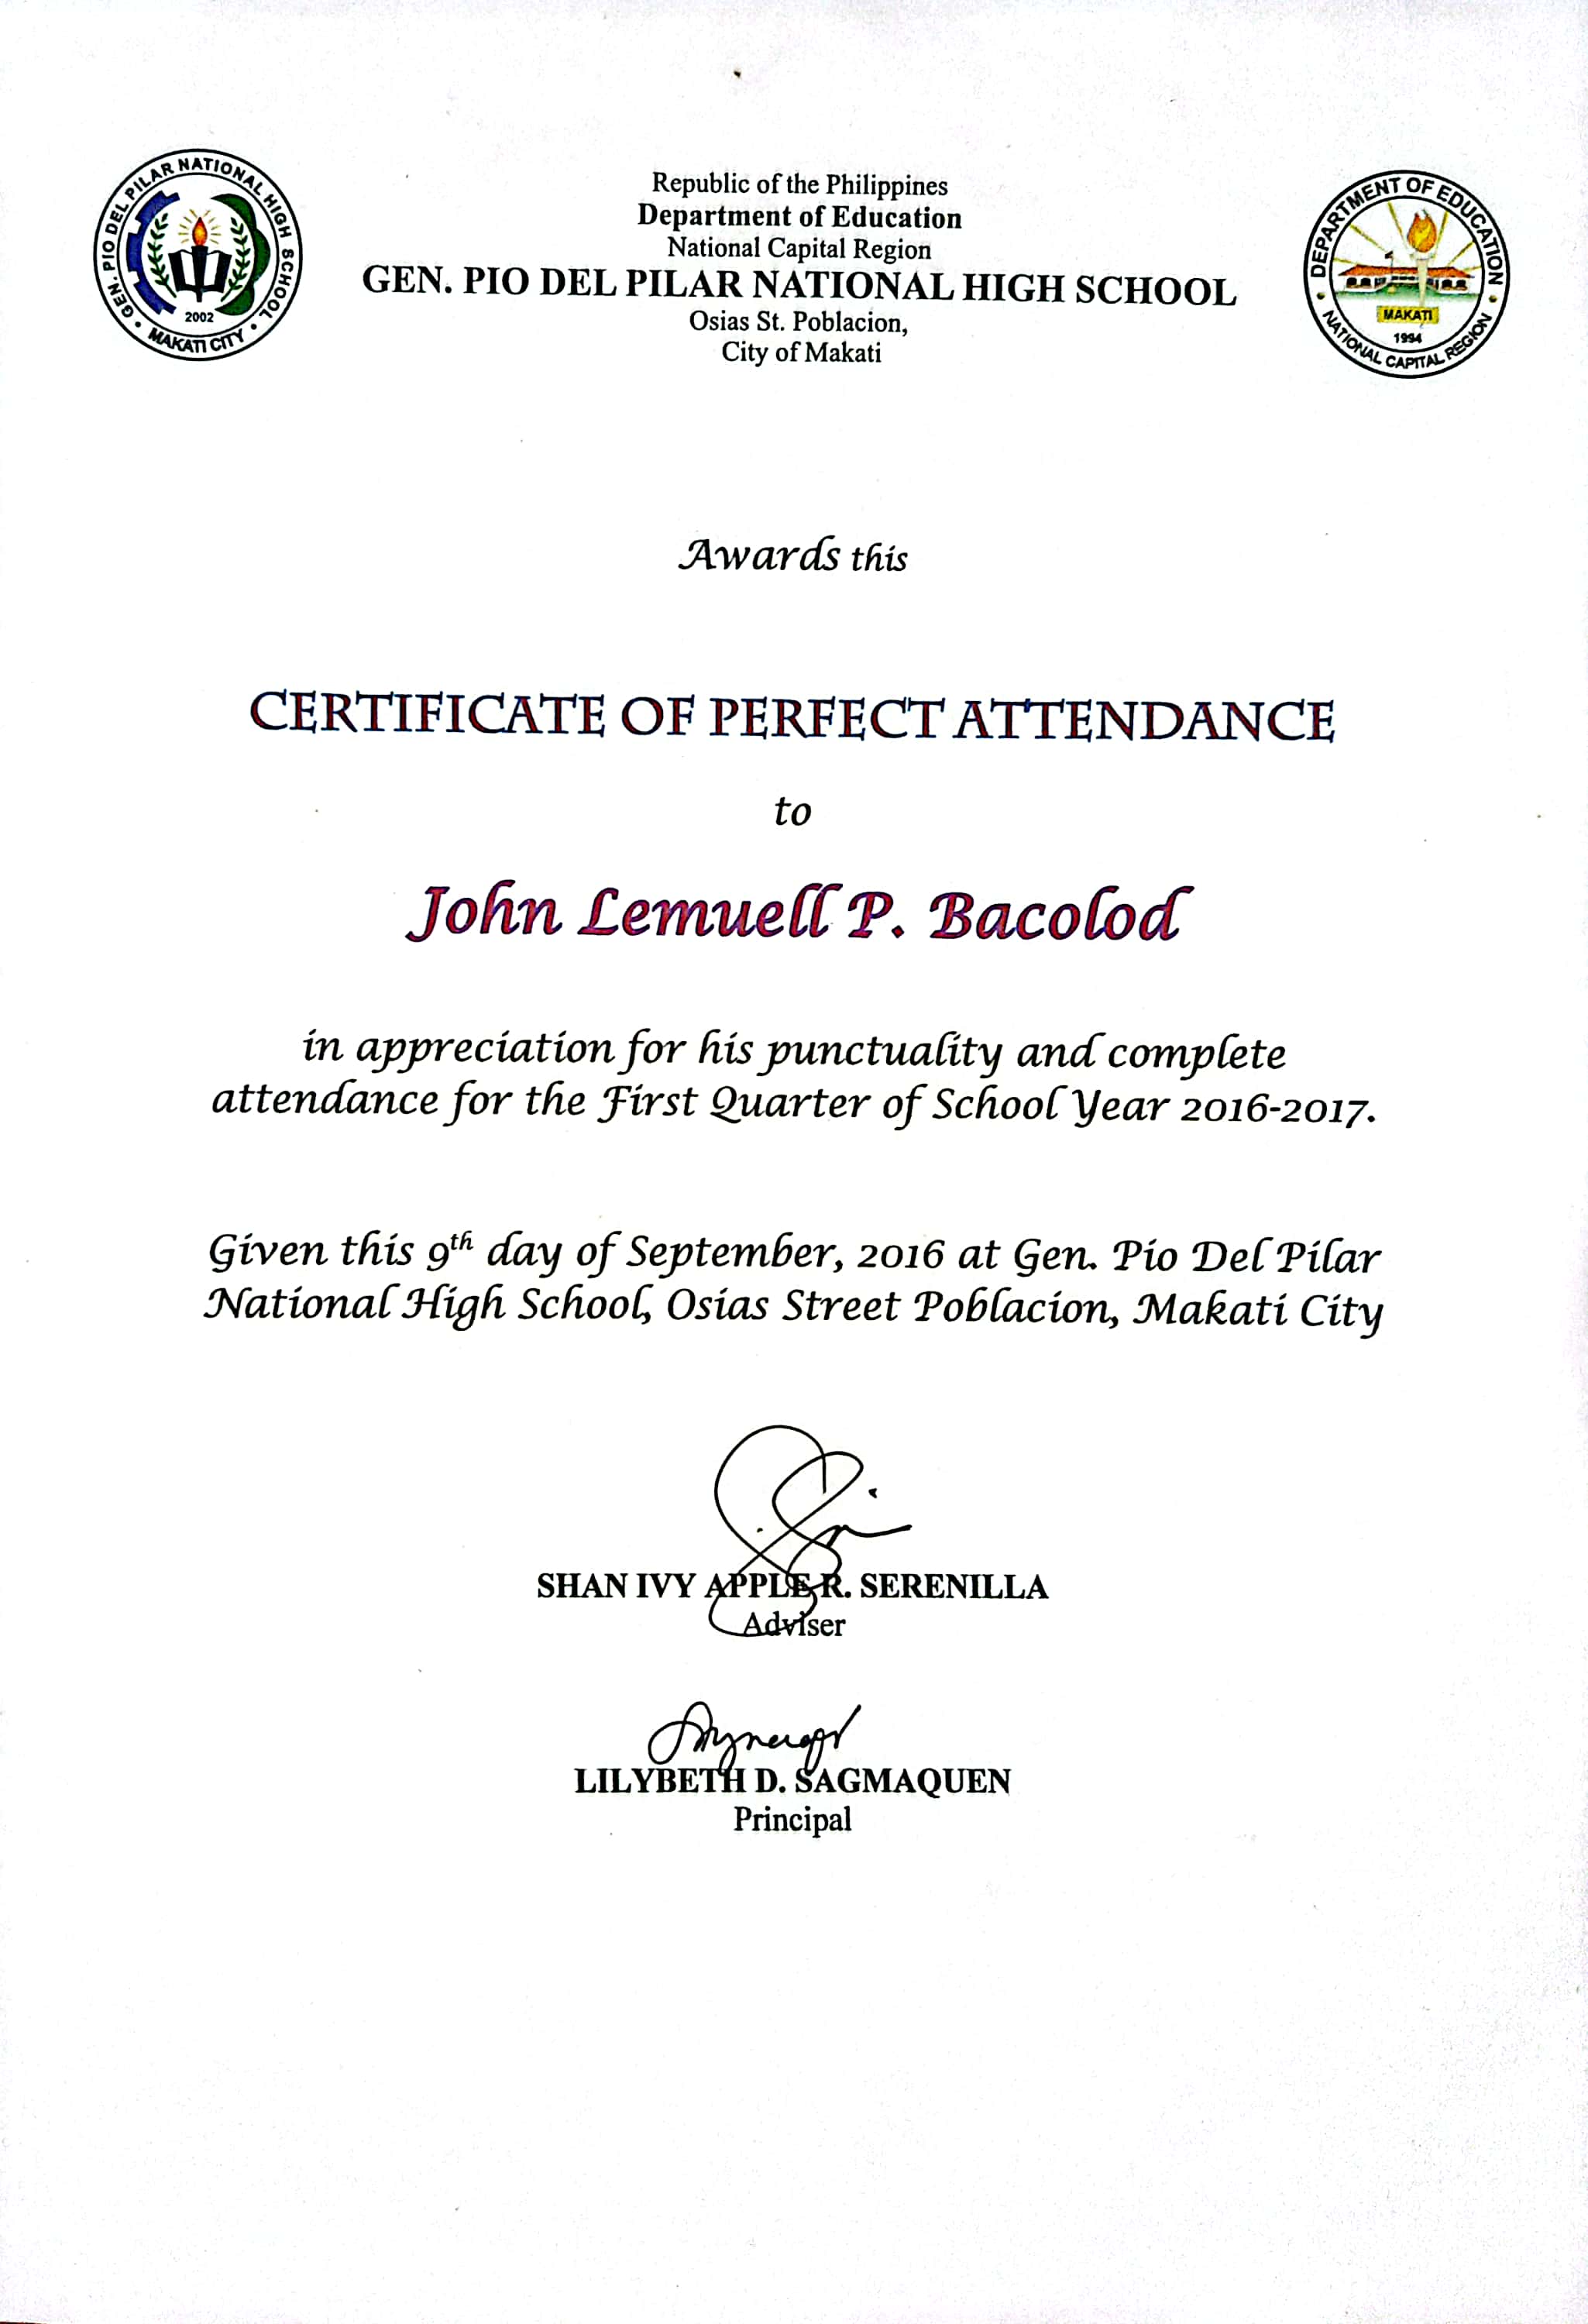 GEN. PIO DEL PILAR NATIONAL HIGH SCHOOL
• MAKATI CITY •
2002
Republic of the Philippines
Department of Education
National Capital Region
GEN. PIO DEL PILAR NATIONAL HIGH SCHOOL
Osias St. Poblacion,
City of Makati
DEPARTMENT OF EDUCATION
• NATIONAL CAPITAL REGION •
MAKATI
1994
Awards this
CERTIFICATE OF PERFECT ATTENDANCE
to
John Lemuell P. Bacolod
in appreciation for his punctuality and complete
attendance for the First Quarter of School Year 2016-2017.
Given this 9th day of September, 2016 at Gen. Pio Del Pilar
National High School, Osias Street Poblacion, Makati City
SHAN IVY APPLE R. SERENILLA
Adviser
LILYBETH D. SAGMAQUEN
Principal